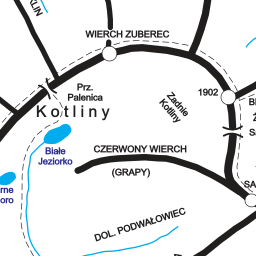 WIERCH ZUBEREC
Prz.
Palenica
Kotliny
Zadnie
Kotliny
1902
Białe
Jeziorko
CZERWONY WIERCH
(GRAPY)
DOL. PODWAŁOWIEC